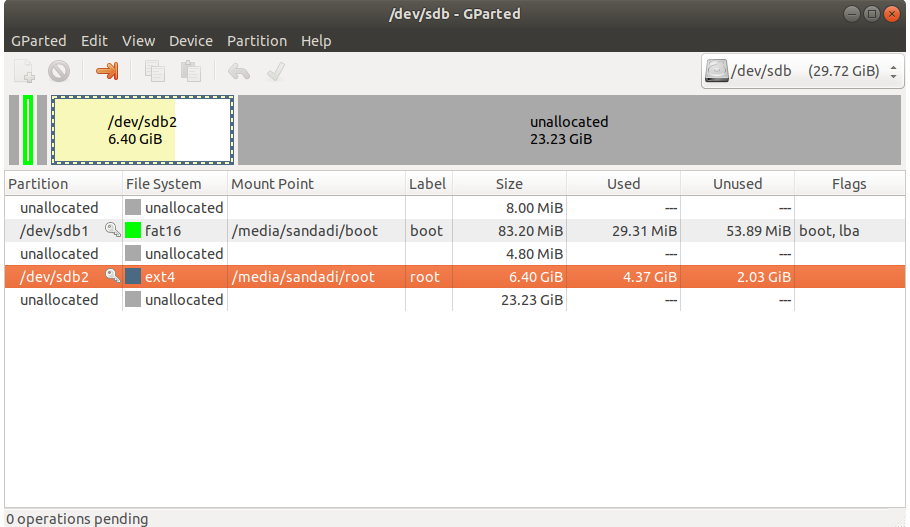 /dev/sdb - GParted
GParted Edit View Device Partition Help
/dev/sdb (29.72 GiB)
/dev/sdb2
6.40 GiB
unallocated
23.23 GiB
Partition File System Mount Point Label Size Used Unused Flags
unallocated unallocated 8.00 MiB --- ---
/dev/sdb1 fat16 /media/sandadi/boot boot 83.20 MiB 29.31 MiB 53.89 MiB boot, lba
unallocated unallocated 4.80 MiB --- ---
/dev/sdb2 ext4 /media/sandadi/root root 6.40 GiB 4.37 GiB 2.03 GiB
unallocated unallocated 23.23 GiB --- ---
0 operations pending